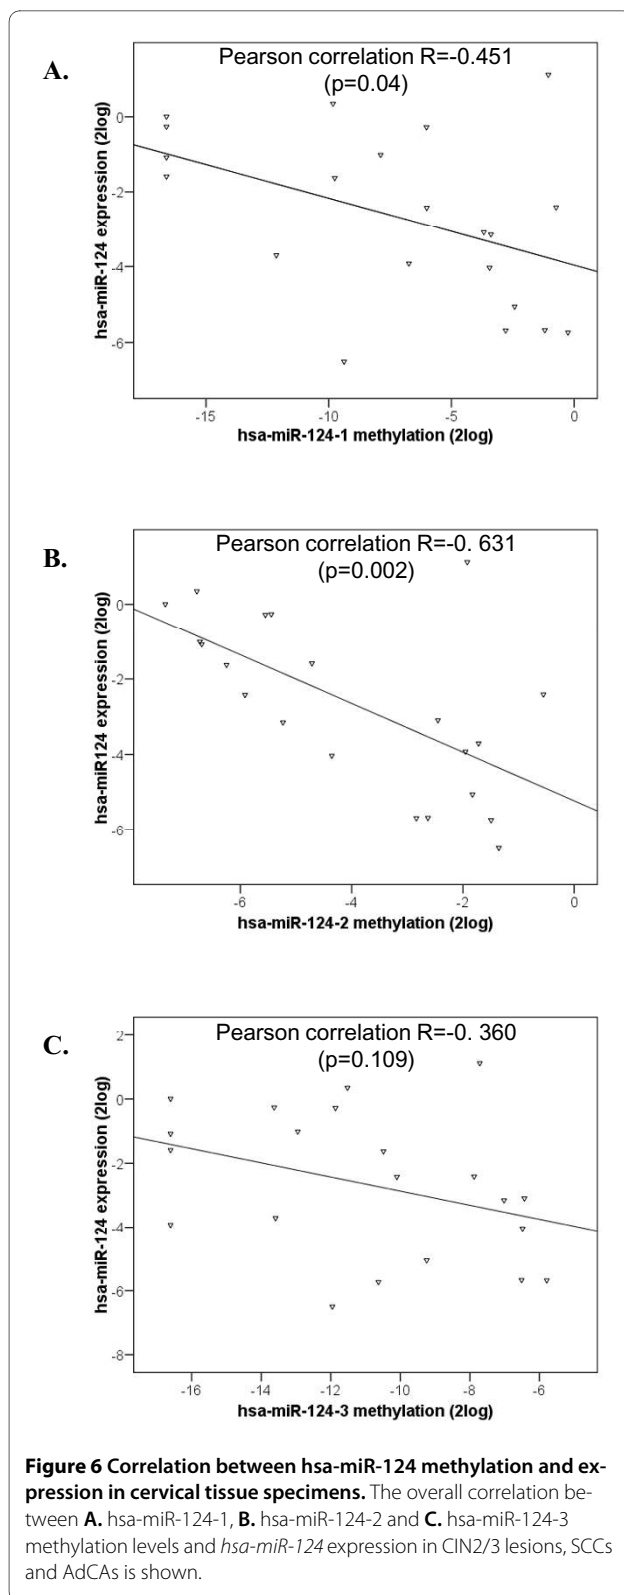 A.
Pearson correlation R=-0.451
(p=0.04)
hsa-miR-124 expression (2log)
0
-2
-4
-6
-15 -10 -5 0
hsa-miR-124-1 methylation (2log)
B.
Pearson correlation R=-0. 631
(p=0.002)
hsa-miR124 expression (2log)
0
-2
-4
-6
-6 -4 -2 0
hsa-miR-124-2 methylation (2log)
C.
Pearson correlation R=-0. 360
(p=0.109)
hsa-miR-124 expression (2log)
2
0
-2
-4
-6
-8
-16 -14 -12 -10 -8 -6
hsa-miR-124-3 methylation (2log)
Figure 6 Correlation between hsa-miR-124 methylation and ex-
pression in cervical tissue specimens. The overall correlation be-
tween A. hsa-miR-124-1, B. hsa-miR-124-2 and C. hsa-miR-124-3
methylation levels and hsa-miR-124 expression in CIN2/3 lesions, SCCs
and AdCAs is shown.